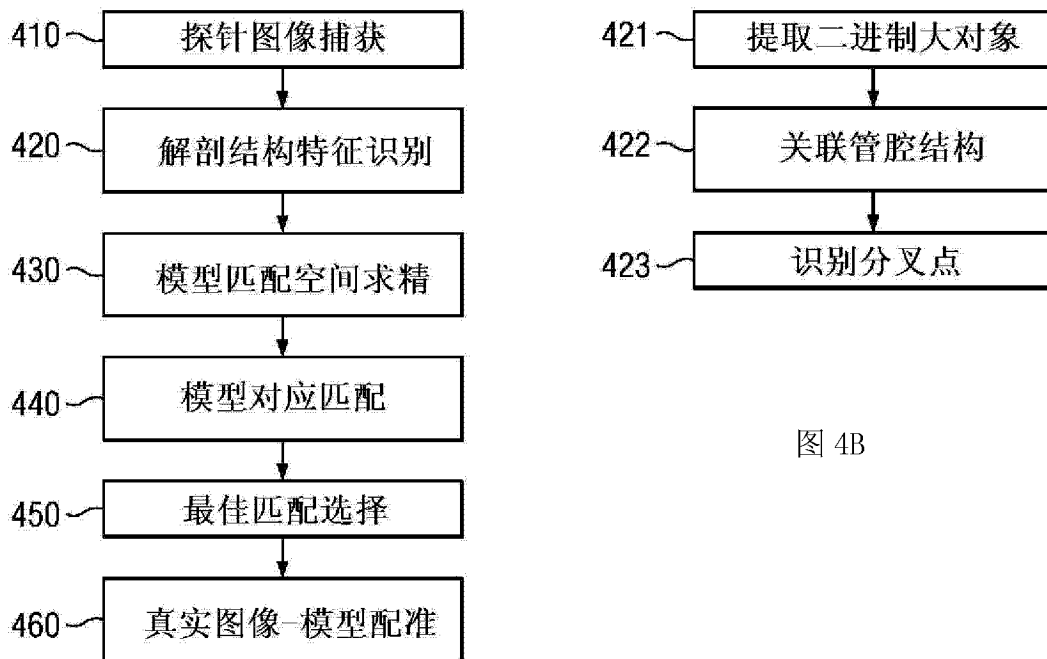 410
探针图像捕获
420
解剖结构特征识别
430
模型匹配空间求精
440
模型对应匹配
450
最佳匹配选择
460
真实图像-模型配准
421
提取二进制大对象
422
关联管腔结构
423
识别分叉点
图 4B